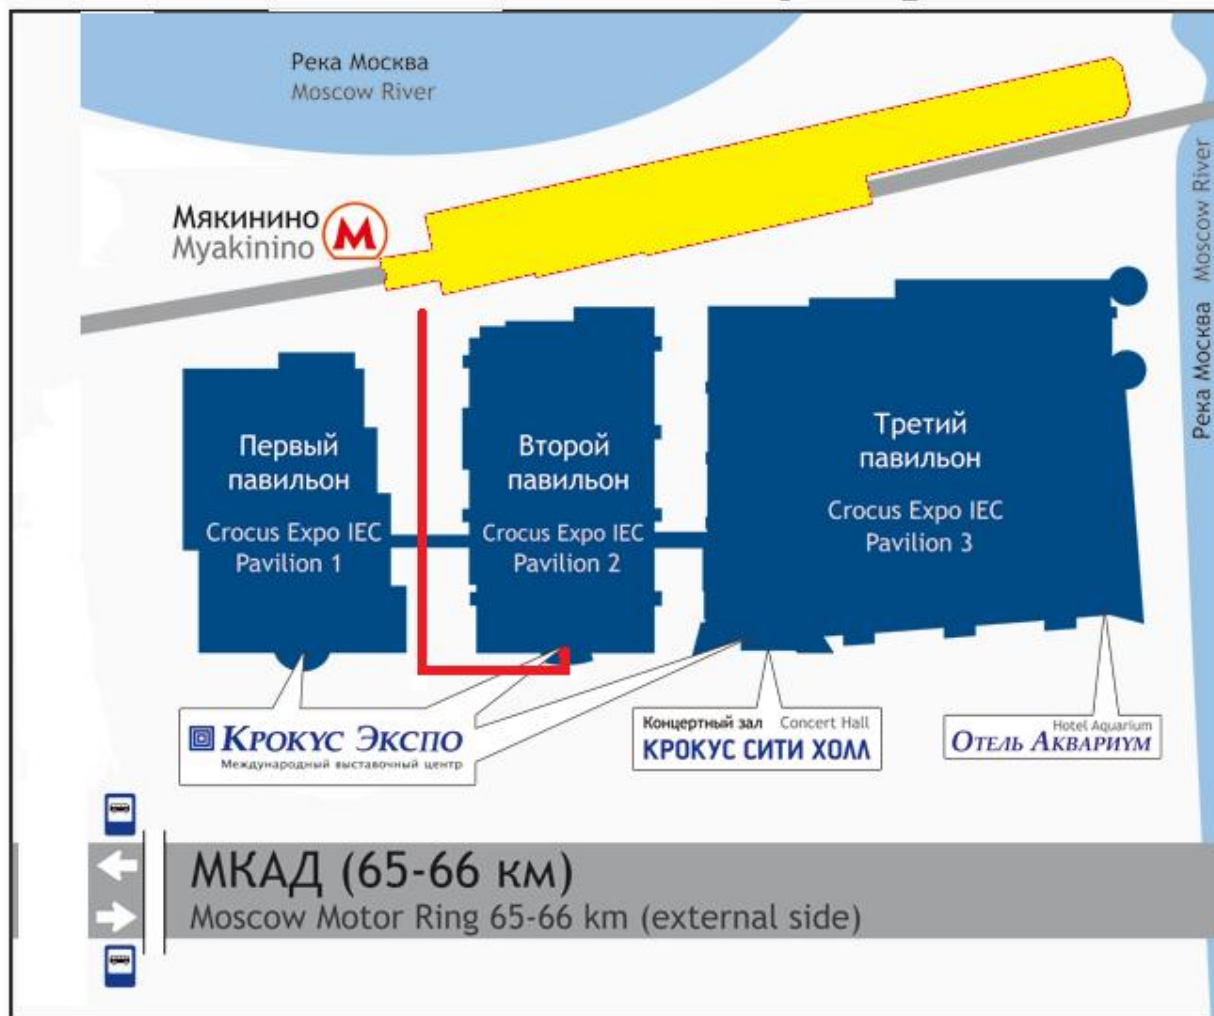 Река Москва
Moscow River
Мякинино
Myakinino
М
Река Москва Moscow River
Первый
павильон
Crocus Expo IEC
Pavilion 1
Второй
павильон
Crocus Expo IEC
Pavilion 2
Третий
павильон
Crocus Expo IEC
Pavilion 3
КРОКУС ЭКСПО
Международный выставочный центр
Концертный зал Concert Hall
КРОКУС СИТИ ХОЛЛ
Hotel Aquarium
ОТЕЛЬ АКВАРИУМ
МКАД (65-66 км)
Moscow Motor Ring 65-66 km (external side)